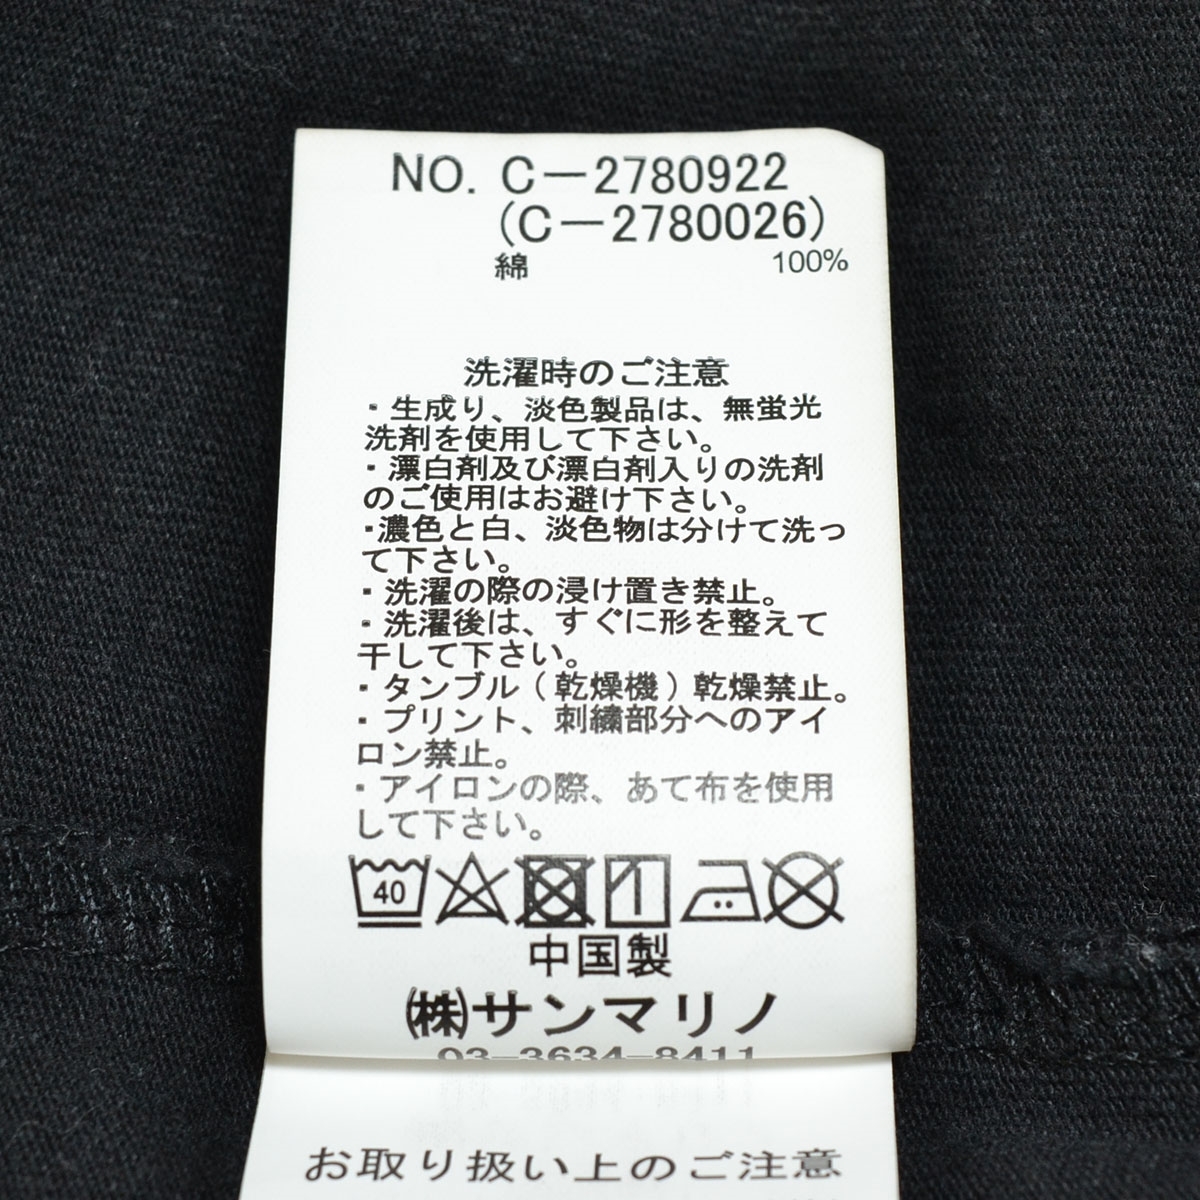 NO. C-2780922
(C-2780026)
綿 100%
洗濯時のご注意
・生成り、淡色製品は、無蛍光
洗剤を使用して下さい。
・漂白剤及び漂白剤入りの洗剤
のご使用はお避け下さい。
・濃色と白、淡色物は分けて洗っ
て下さい。
・洗濯の際の浸け置き禁止。
・洗濯後は、すぐに形を整えて
干して下さい。
・タンブル(乾燥機)乾燥禁止。
・プリント、刺繍部分へのアイ
ロン禁止。
・アイロンの際、あて布を使用
して下さい。
40
中国製
㈱サンマリノ
03-3634-8411
お取り扱い上のご注意